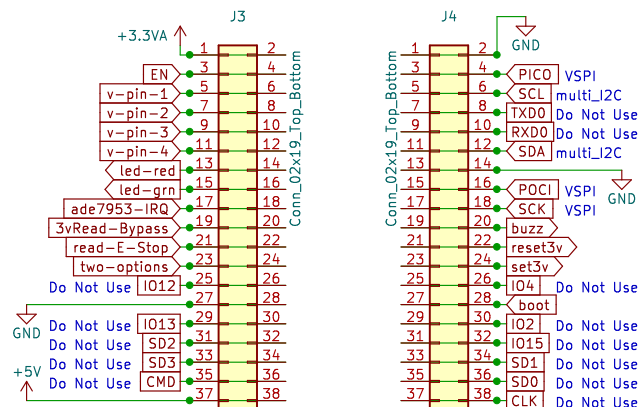 J3
J4
+3.3VA
GND
1 2
1 2
EN 3 4
3 4 PICO VSPI
v-pin-1 5 6
5 6 SCL multi_I2C
v-pin-2 7 8
7 8 TXD0 Do Not Use
v-pin-3 9 10
9 10 RXD0 Do Not Use
v-pin-4 11 12
11 12 SDA multi_I2C
led-red 13 14
13 14
GND
led-grn 15 16
15 16 POCI VSPI
ade7953-IRQ 17 18
17 18 SCK VSPI
3vRead-Bypass 19 20
19 20 buzz
read-E-Stop 21 22
21 22 reset3v
two-options 23 24
23 24 set3v
Do Not Use IO12 25 26
25 26 IO4 Do Not Use
27 28
27 28 boot
GND
Do Not Use IO13 29 30
29 30 IO2 Do Not Use
Do Not Use SD2 31 32
31 32 IO15 Do Not Use
Do Not Use SD3 33 34
33 34 SD1 Do Not Use
+5V
Do Not Use CMD 35 36
35 36 SD0 Do Not Use
37 38
37 38 CLK Do Not Use
Conn_02x19_Top_Bottom
Conn_02x19_Top_Bottom